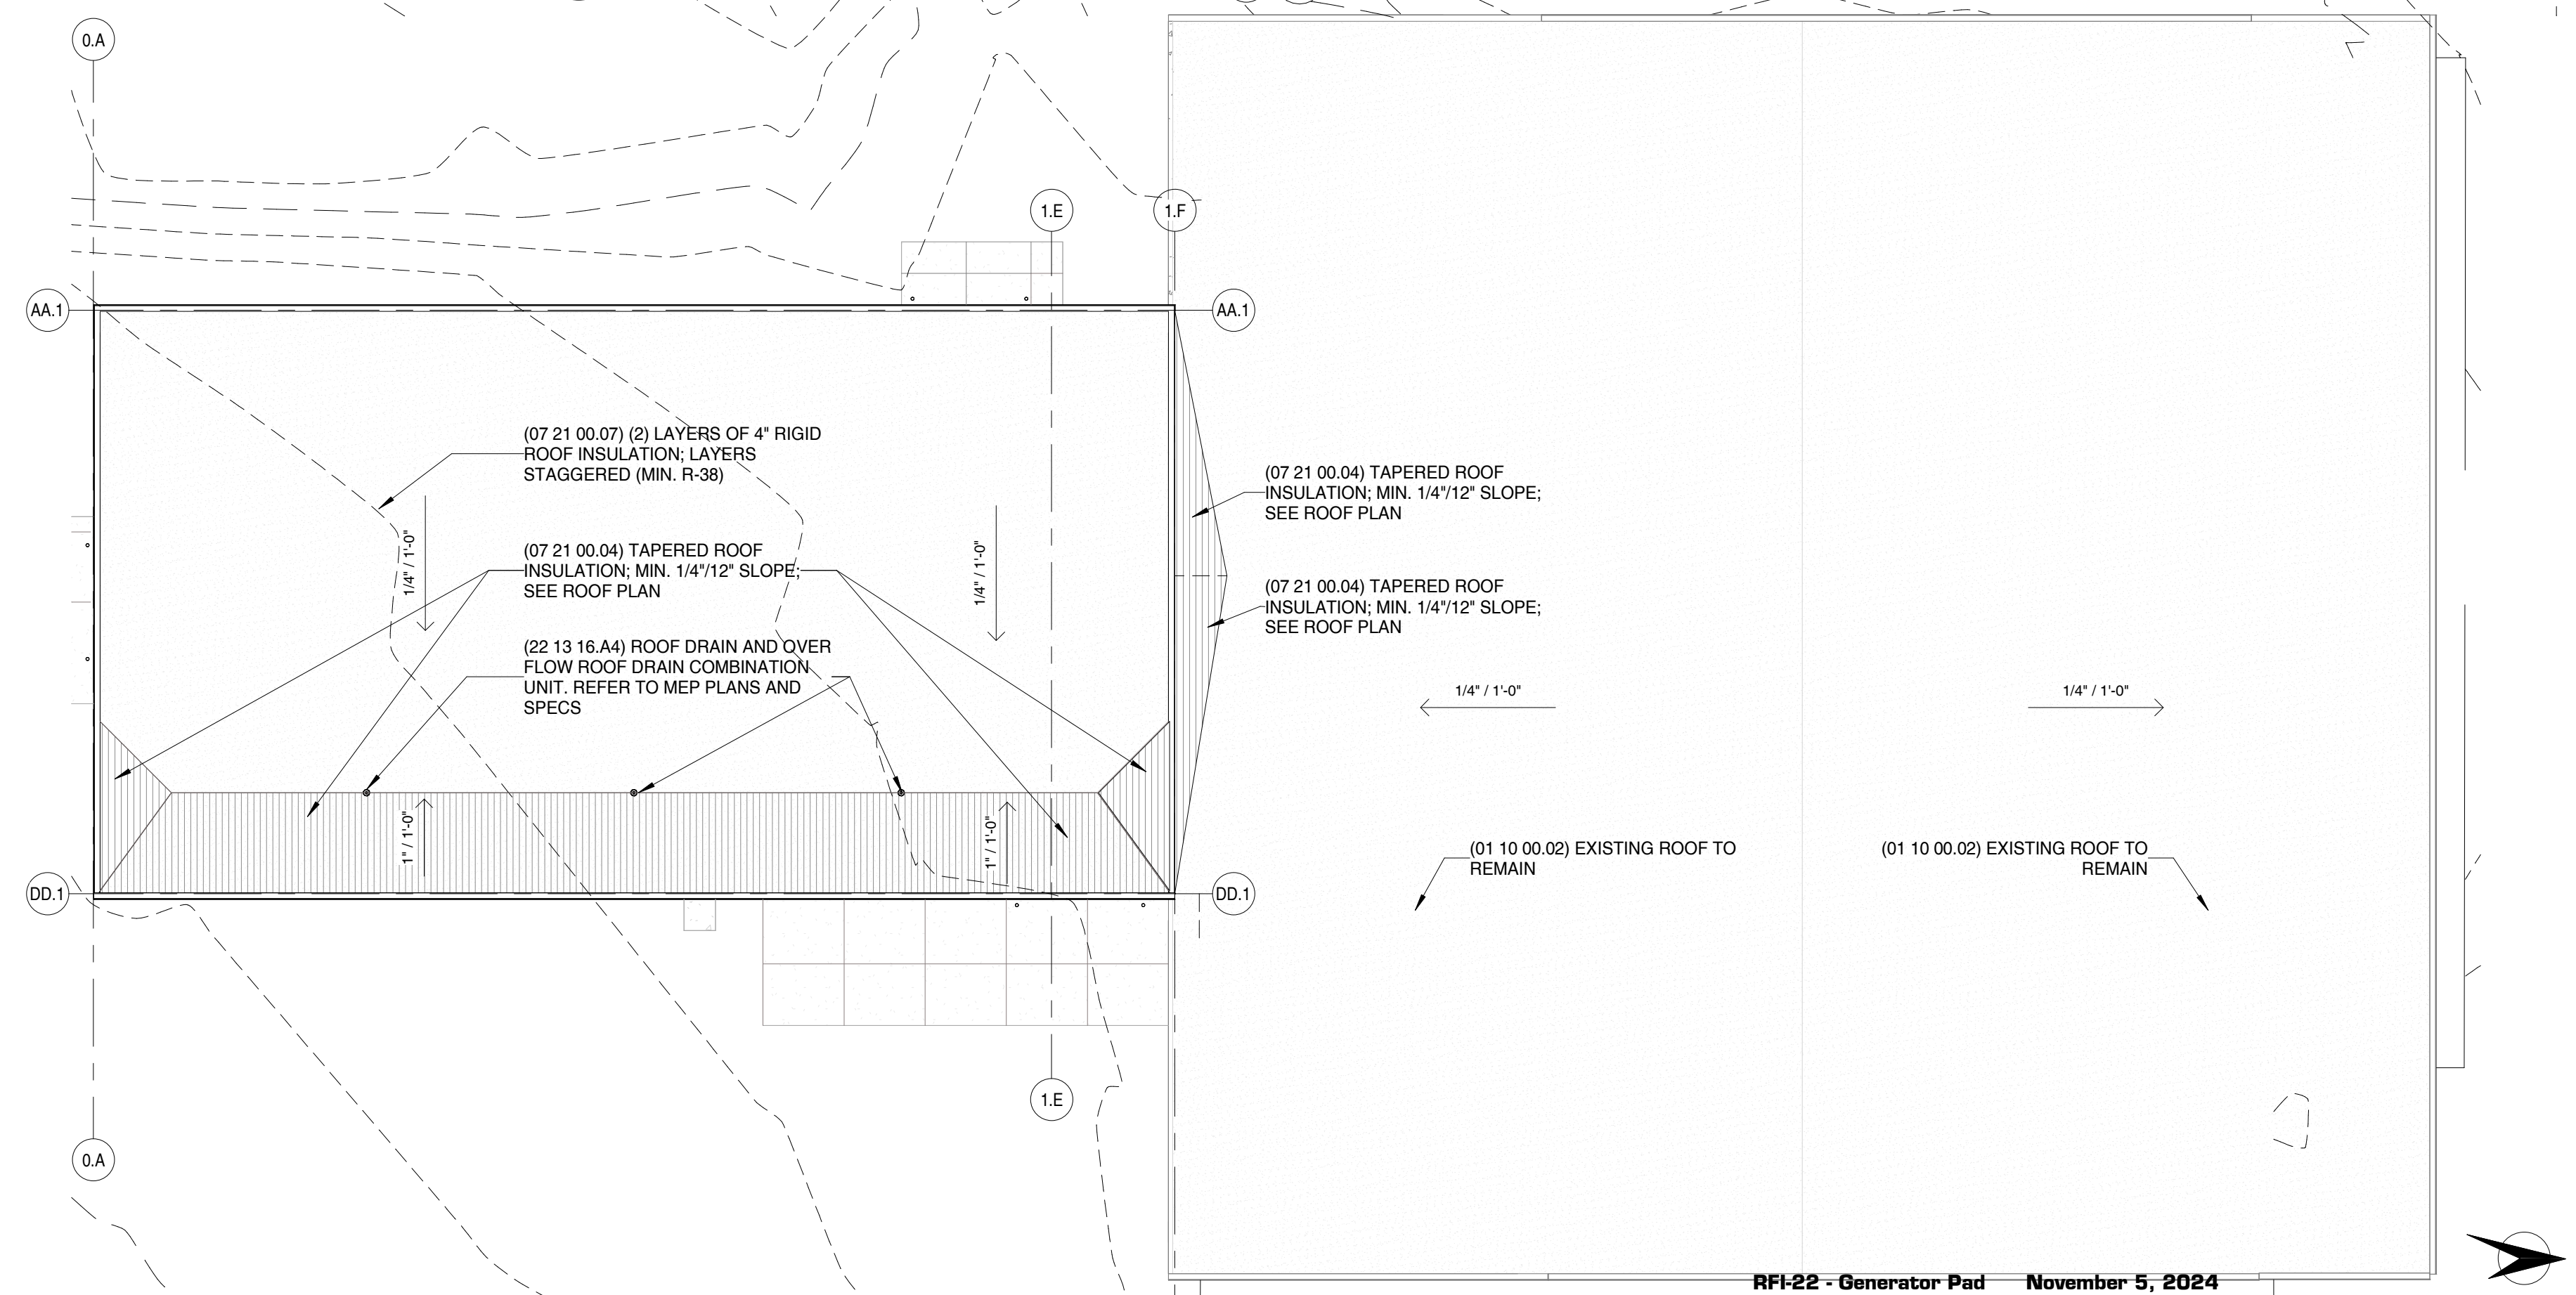 0.A
1.E
1.F
AA.1
AA.1
(07 21 00.07) (2) LAYERS OF 4" RIGID
ROOF INSULATION; LAYERS
STAGGERED (MIN. R-38)
(07 21 00.04) TAPERED ROOF
INSULATION; MIN. 1/4"/12" SLOPE;
SEE ROOF PLAN
1/4" / 1'-0"
1/4" / 1'-0"
(07 21 00.04) TAPERED ROOF
INSULATION; MIN. 1/4"/12" SLOPE;
SEE ROOF PLAN
(07 21 00.04) TAPERED ROOF
INSULATION; MIN. 1/4"/12" SLOPE;
SEE ROOF PLAN
(22 13 16.A4) ROOF DRAIN AND OVER
FLOW ROOF DRAIN COMBINATION
UNIT. REFER TO MEP PLANS AND
SPECS
1/4" / 1'-0"
1/4" / 1'-0"
1" / 1'-0"
1" / 1'-0"
(01 10 00.02) EXISTING ROOF TO
REMAIN
(01 10 00.02) EXISTING ROOF TO
REMAIN
DD.1
DD.1
1.E
0.A
RFI-22 - Generator Pad November 5, 2024